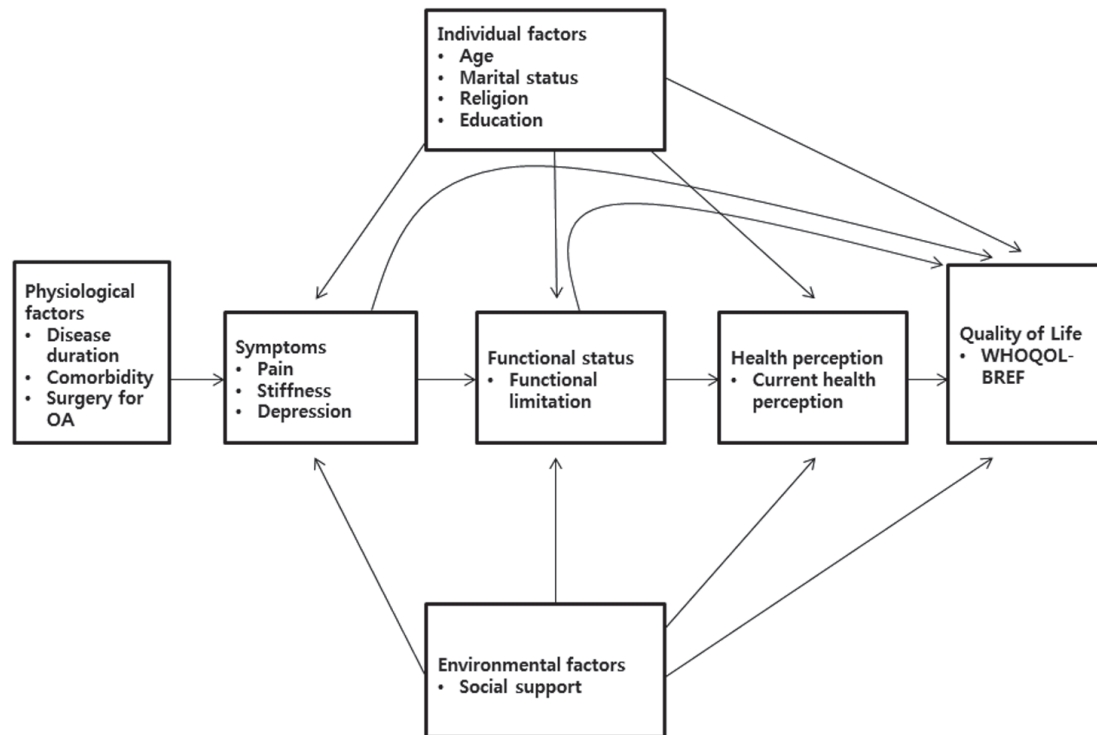 Individual factors
• Age
• Marital status
• Religion
• Education
Physiological
factors
• Disease
duration
• Comorbidity
• Surgery for
OA
Symptoms
• Pain
• Stiffness
• Depression
Functional status
• Functional
limitation
Health perception
• Current health
perception
Quality of Life
• WHOQOL-
BREF
Environmental factors
• Social support